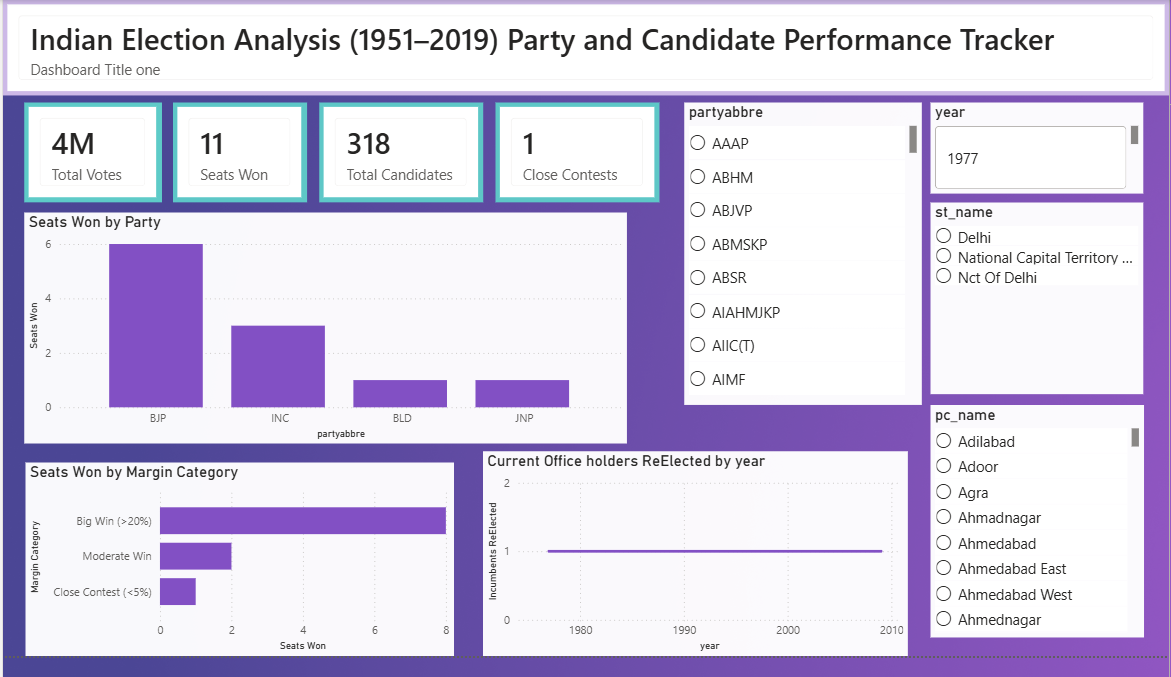 Indian Election Analysis (1951–2019) Party and Candidate Performance Tracker
Dashboard Title one
4M
Total Votes
11
Seats Won
318
Total Candidates
1
Close Contests
partyabbre
AAAP
ABHM
ABJVP
ABMSKP
ABSR
AIAHMJKP
AIIC(T)
AIMF
year
1977
st_name
Delhi
National Capital Territory ...
Nct Of Delhi
Seats Won by Party
Seats Won
6
4
2
0
BJP
INC
BLD
JNP
partyabbre
Seats Won by Margin Category
Margin Category
Big Win (>20%)
Moderate Win
Close Contest (<5%)
0
2
4
6
8
Seats Won
Current Office holders ReElected by year
Incumbents ReElected
2
1
0
1980
1990
2000
2010
year
pc_name
Adilabad
Adoor
Agra
Ahmadnagar
Ahmedabad
Ahmedabad East
Ahmedabad West
Ahmednagar